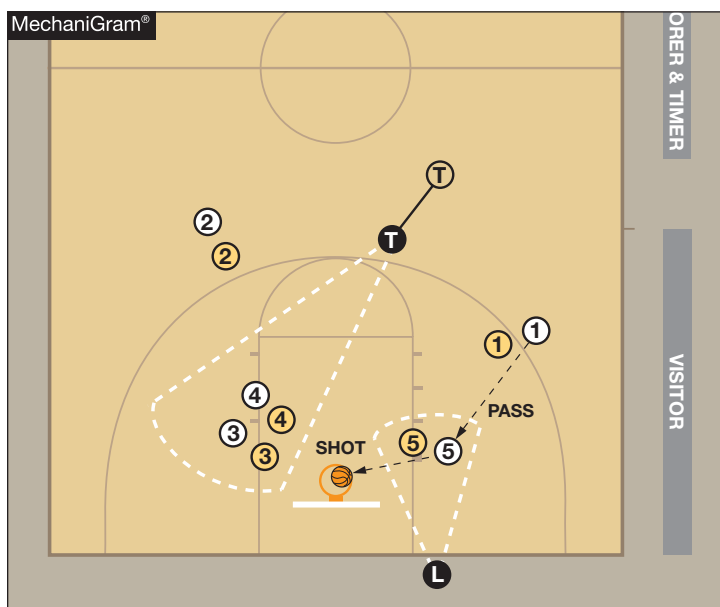 MechaniGram®
ORER & TIMER
T
2
T
2
1
1
VISITOR
4
PASS
4
3
5
SHOT
5
3
L